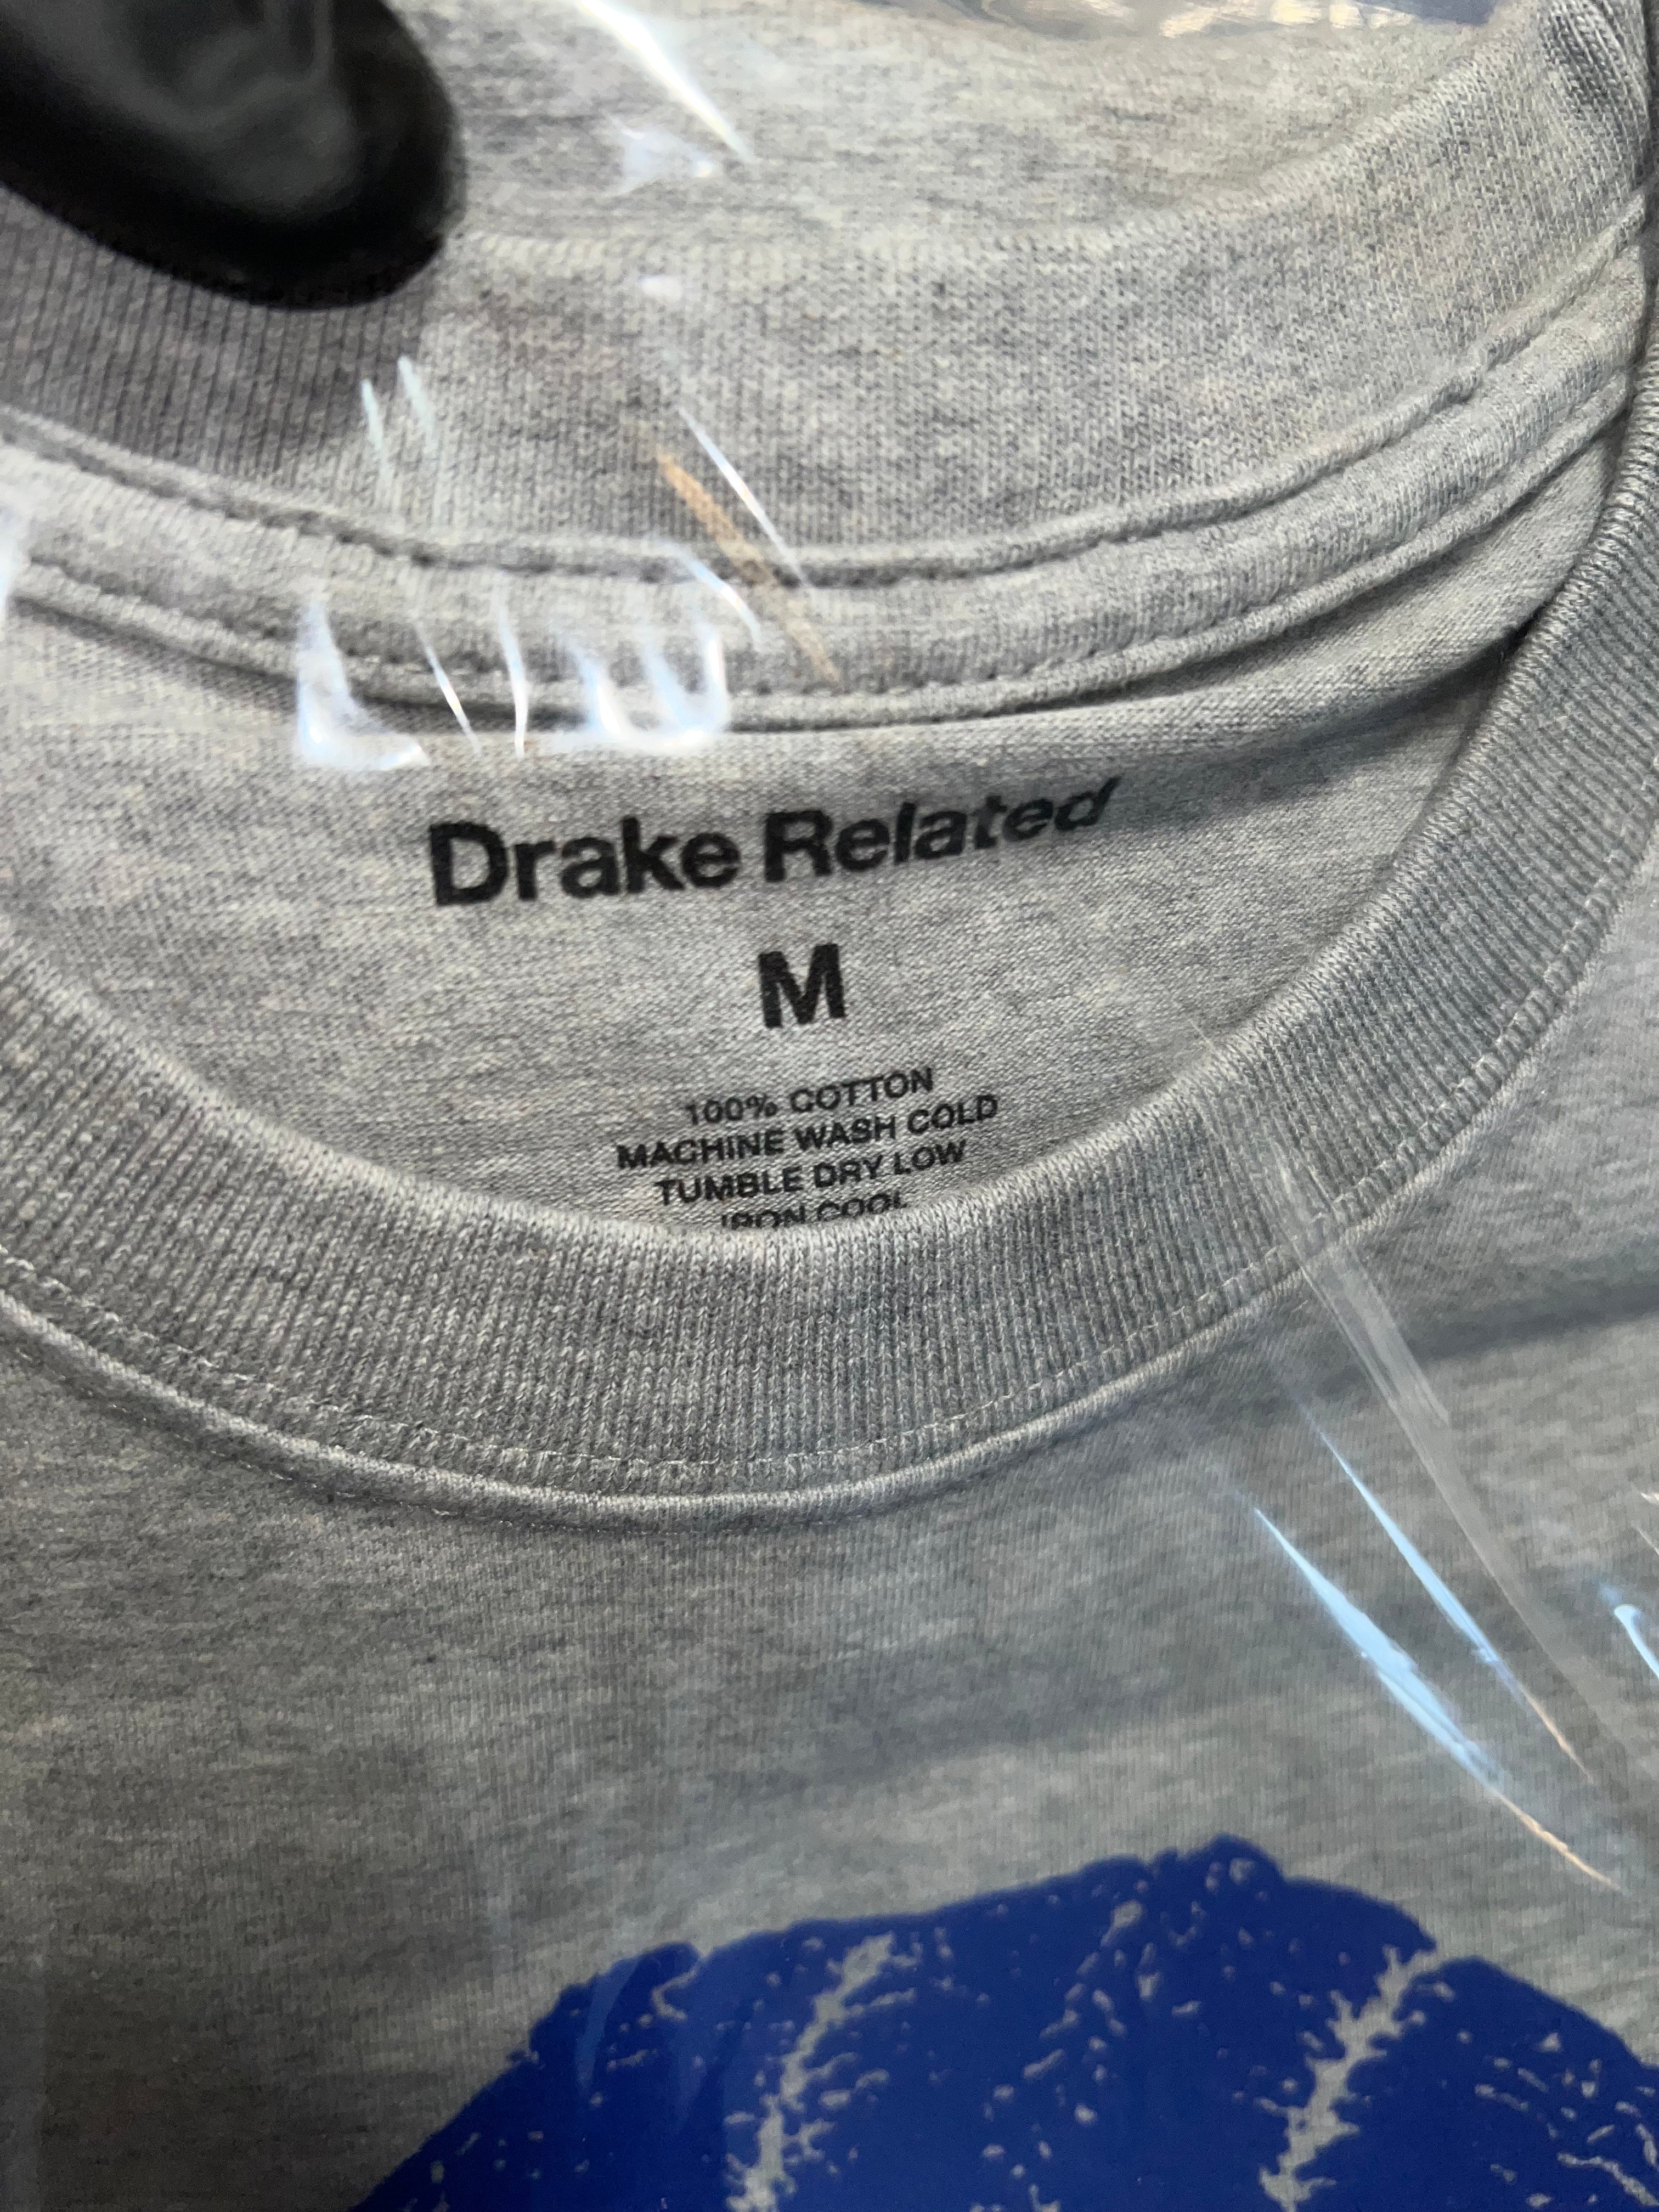 Drake Related
M
100% COTTON
MACHINE WASH COLD
TUMBLE DRY LOW
IRON COOL